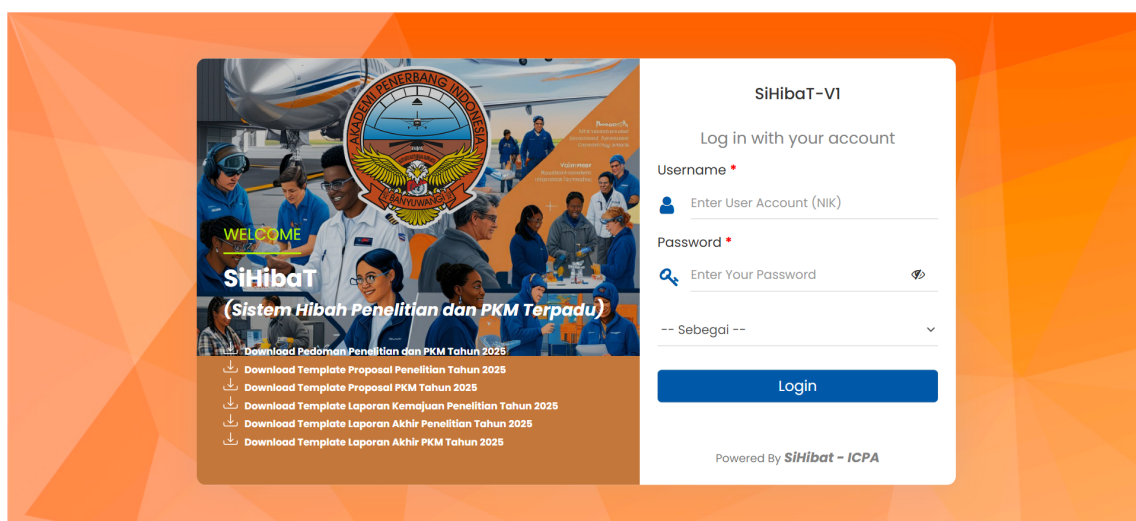 AKADEMI PENERBANG INDONESIA
BANYUWANGI
WELCOME
SiHibaT
(Sistem Hibah Penelitian dan PKM Terpadu)
Download Pedoman Penelitian dan PKM Tahun 2025
Download Template Proposal Penelitian Tahun 2025
Download Template Proposal PKM Tahun 2025
Download Template Laporan Kemajuan Penelitian Tahun 2025
Download Template Laporan Akhir Penelitian Tahun 2025
Download Template Laporan Akhir PKM Tahun 2025
SiHibaT-V1
Log in with your account
Username *
Enter User Account (NIK)
Password *
Enter Your Password
-- Sebegai --
Login
Powered By SiHibat - ICPA